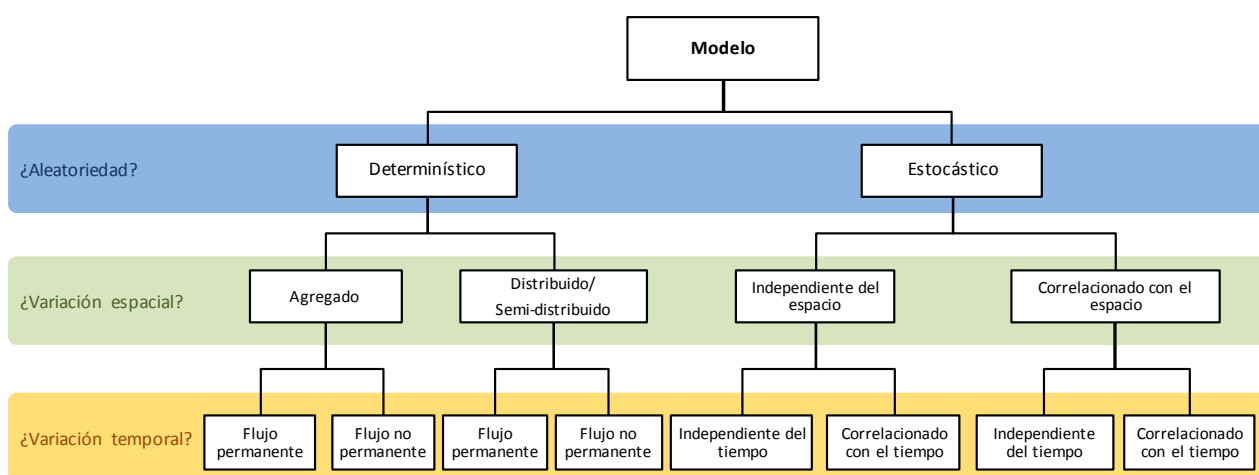 Modelo
¿Aleatoriedad?
Determinístico
Estocástico
¿Variación espacial?
Agregado
Distribuido/
Semi-distribuido
Independiente del
espacio
Correlacionado con el
espacio
¿Variación temporal?
Flujo
permanente
Flujo no
permanente
Flujo
permanente
Flujo no
permanente
Independiente del
tiempo
Correlacionado
con el tiempo
Independiente
del tiempo
Correlacionado
con el tiempo